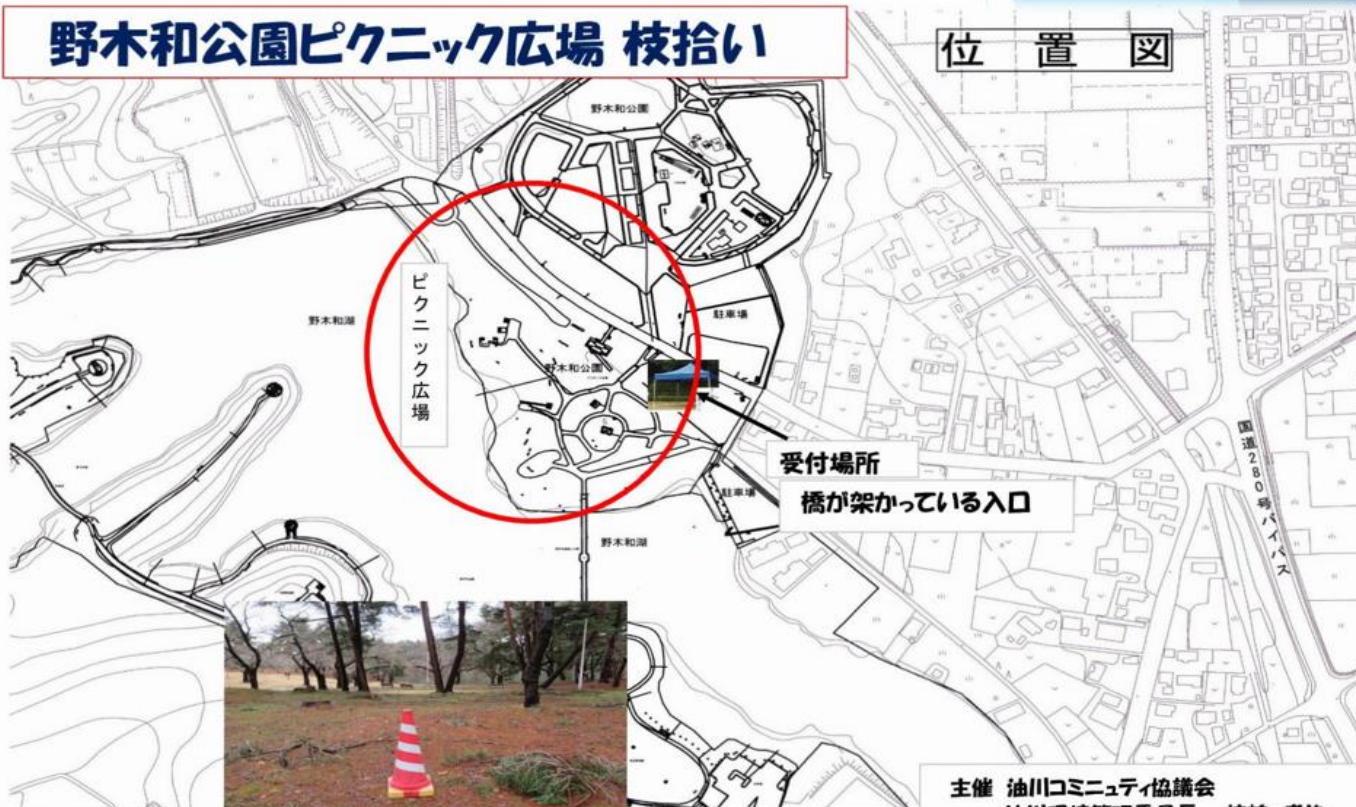 野木和公園ピクニック広場 枝拾い
位置図
野木和公園
野木和湖
ピクニック広場
駐車場
野木和公園
受付場所
橋が架かっている入口
駐車場
国道280号バイパス
野木和湖
主催 油川コミニュティ協議会